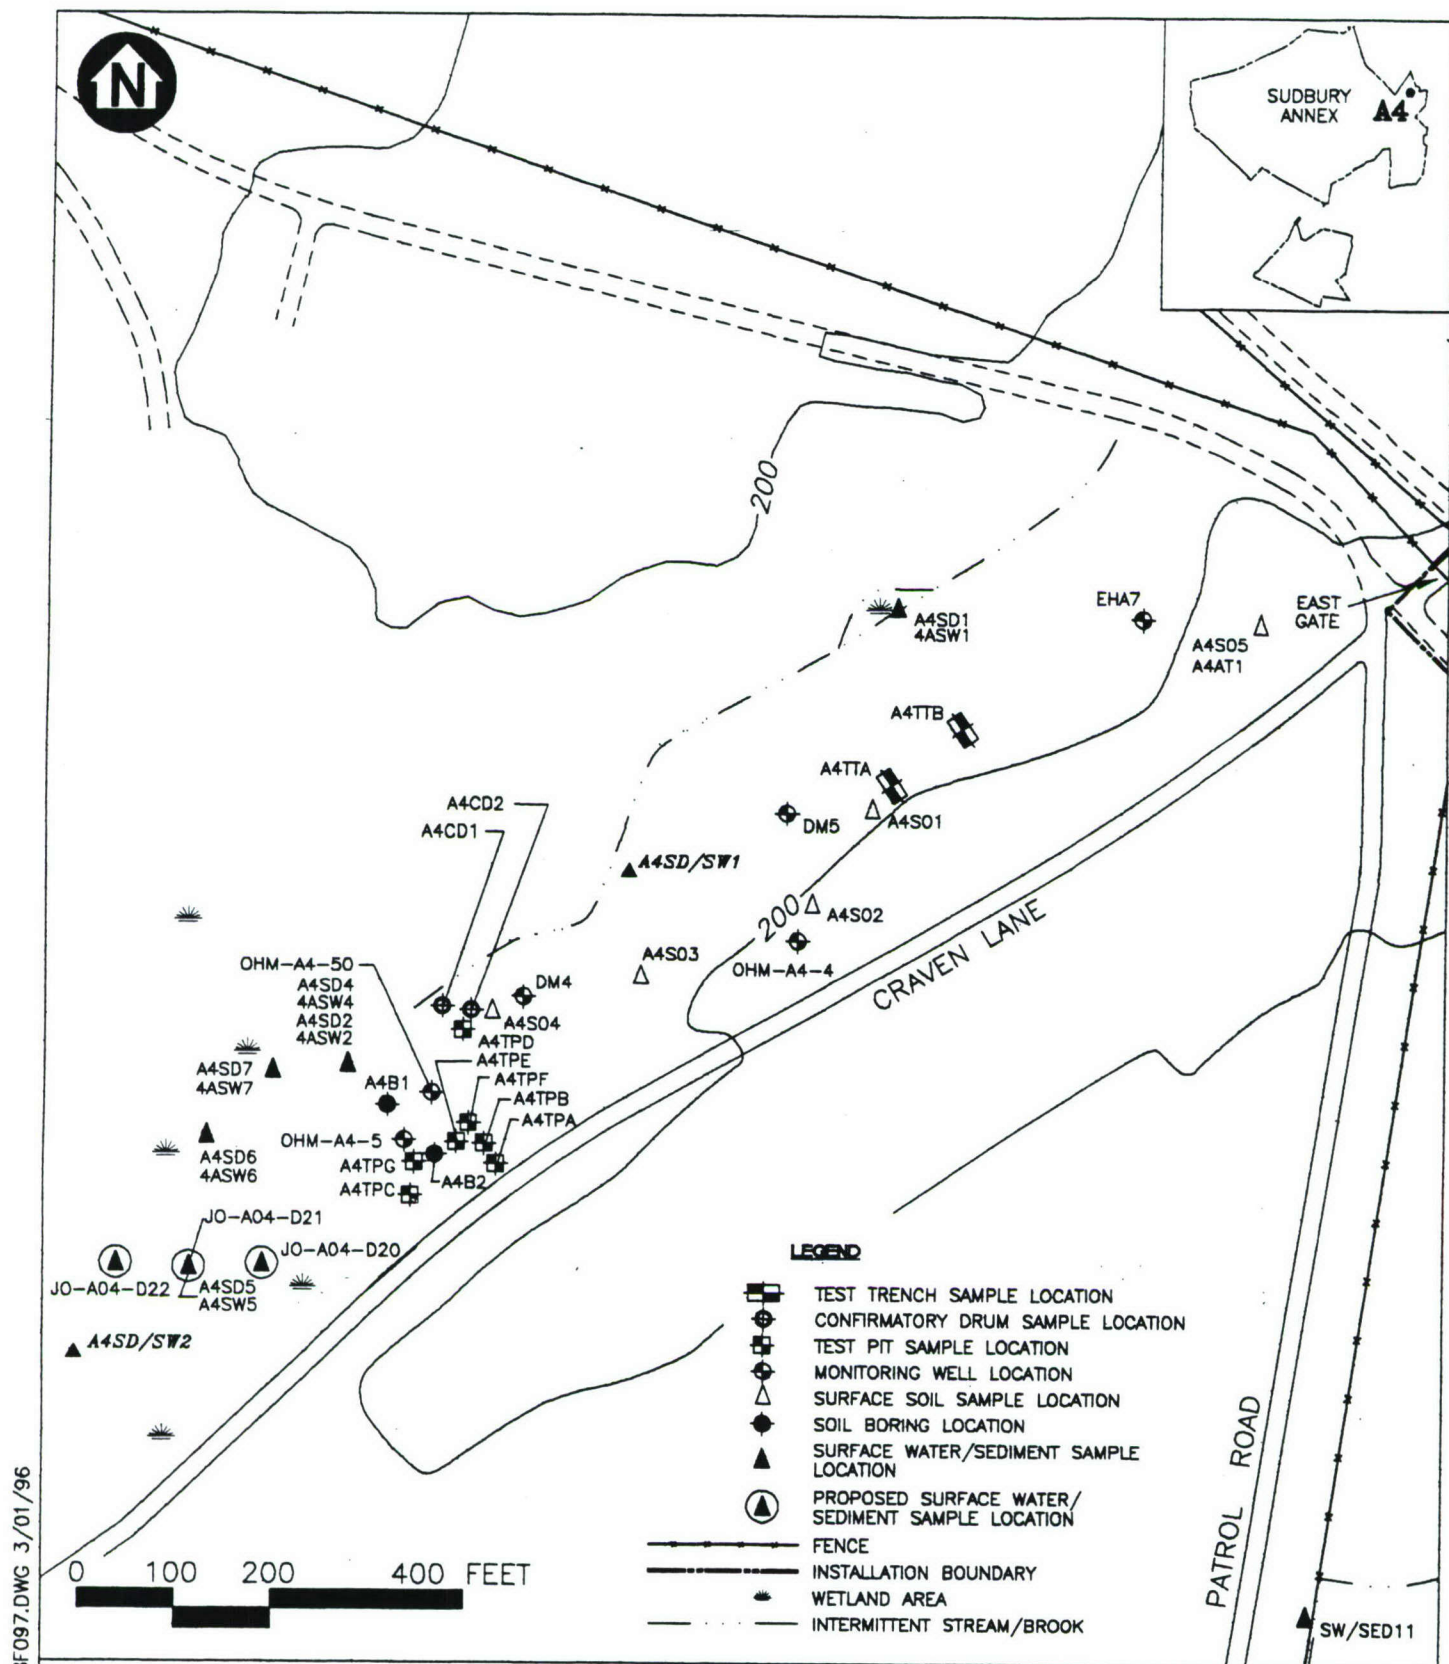 N
SUDBURY
ANNEX
A4
200
EHA7
EAST
GATE
A4SD1
4ASW1
A4S05
A4AT1
A4TTB
A4TTA
A4CD2
A4CD1
DM5
A4S01
A4SD/SW1
200
A4S02
OHM-A4-4
CRAVEN LANE
A4S03
OHM-A4-50
A4SD4
4ASW4
A4SD2
4ASW2
DM4
A4S04
A4TPD
A4TPE
A4TPF
A4TPB
A4TPA
A4SD7
4ASW7
A4B1
OHM-A4-5
A4TPG
A4TPC
A4B2
A4SD6
4ASW6
JO-A04-D21
JO-A04-D20
JO-A04-D22
A4SD5
A4SW5
A4SD/SW2
LEGEND
TEST TRENCH SAMPLE LOCATION
CONFIRMATORY DRUM SAMPLE LOCATION
TEST PIT SAMPLE LOCATION
MONITORING WELL LOCATION
SURFACE SOIL SAMPLE LOCATION
SOIL BORING LOCATION
SURFACE WATER/SEDIMENT SAMPLE
LOCATION
PROPOSED SURFACE WATER/
SEDIMENT SAMPLE LOCATION
FENCE
INSTALLATION BOUNDARY
WETLAND AREA
INTERMITTENT STREAM/BROOK
PATROL ROAD
SW/SED11
0 100 200 400 FEET
F097.DWG 3/01/96